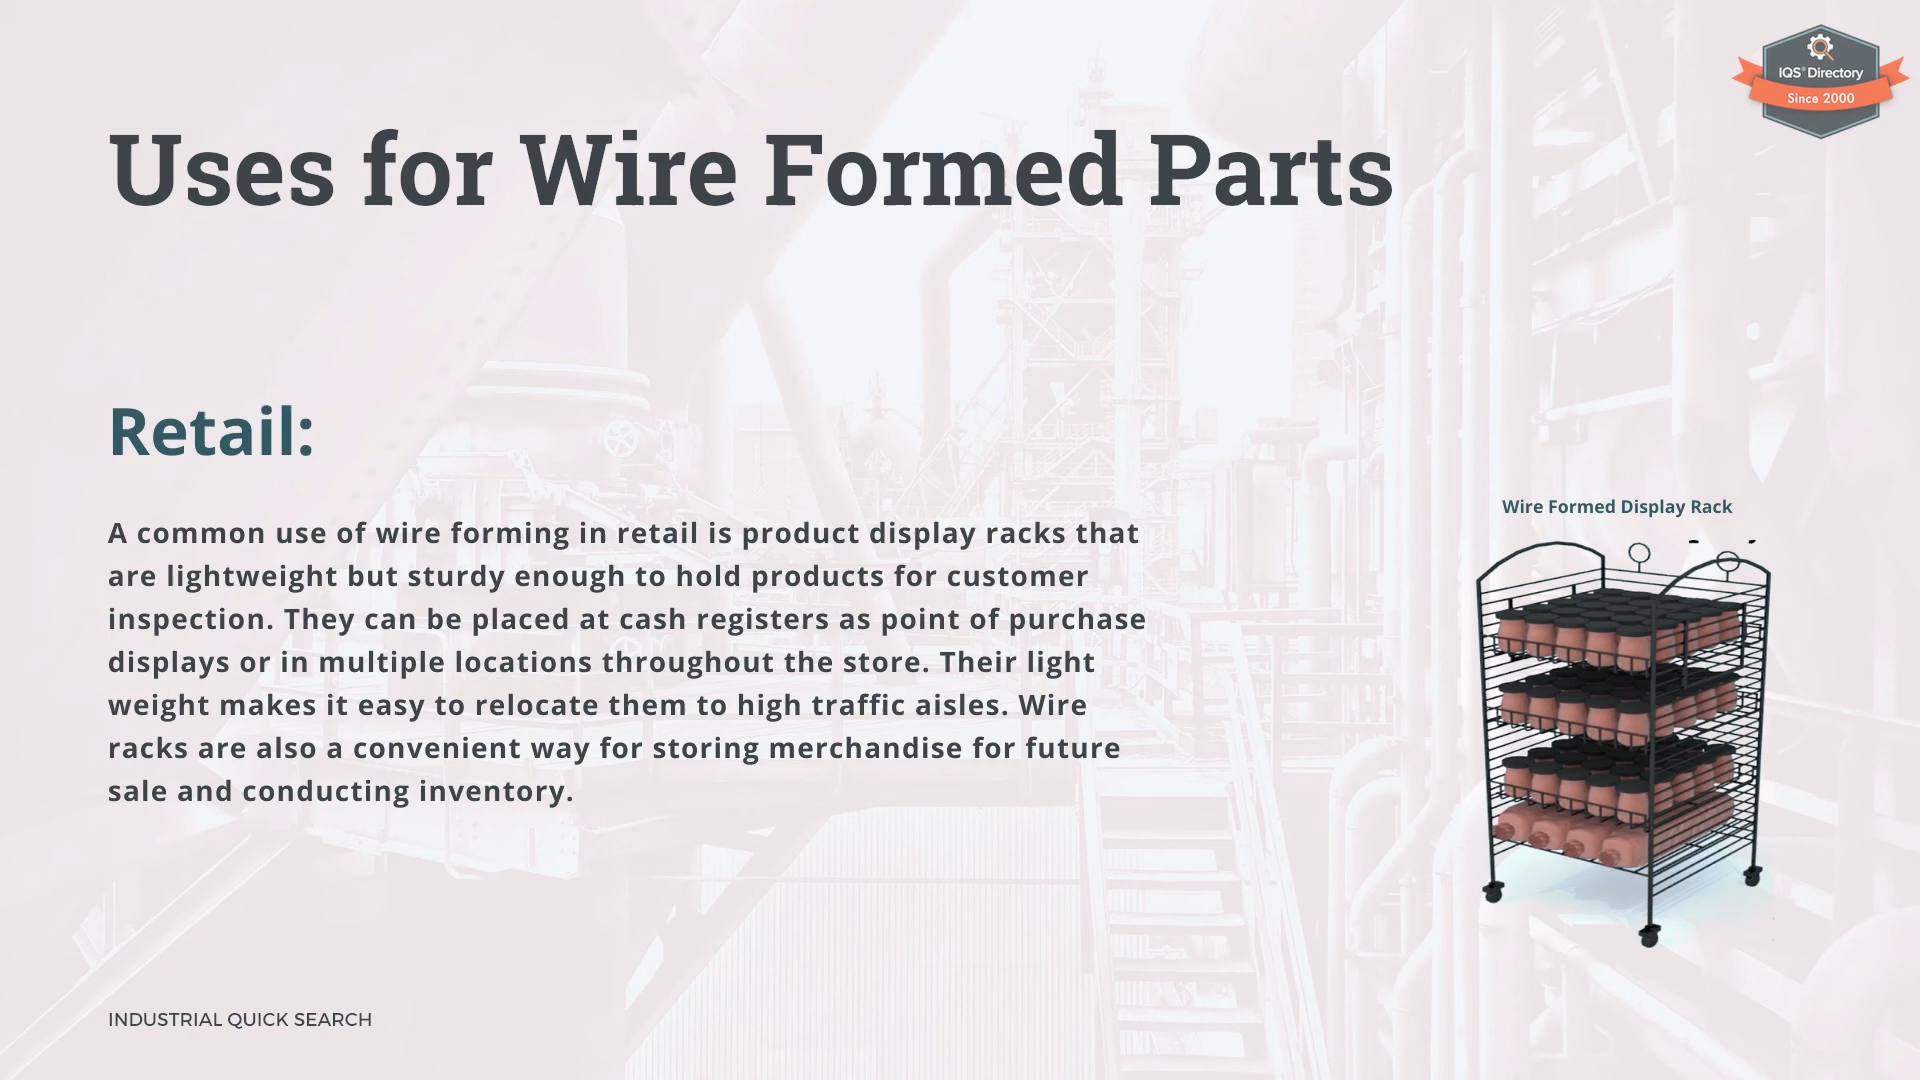 IQS® Directory
Since 2000
Uses for Wire Formed Parts
Retail:
A common use of wire forming in retail is product display racks that
are lightweight but sturdy enough to hold products for customer
inspection. They can be placed at cash registers as point of purchase
displays or in multiple locations throughout the store. Their light
weight makes it easy to relocate them to high traffic aisles. Wire
racks are also a convenient way for storing merchandise for future
sale and conducting inventory.
Wire Formed Display Rack
INDUSTRIAL QUICK SEARCH